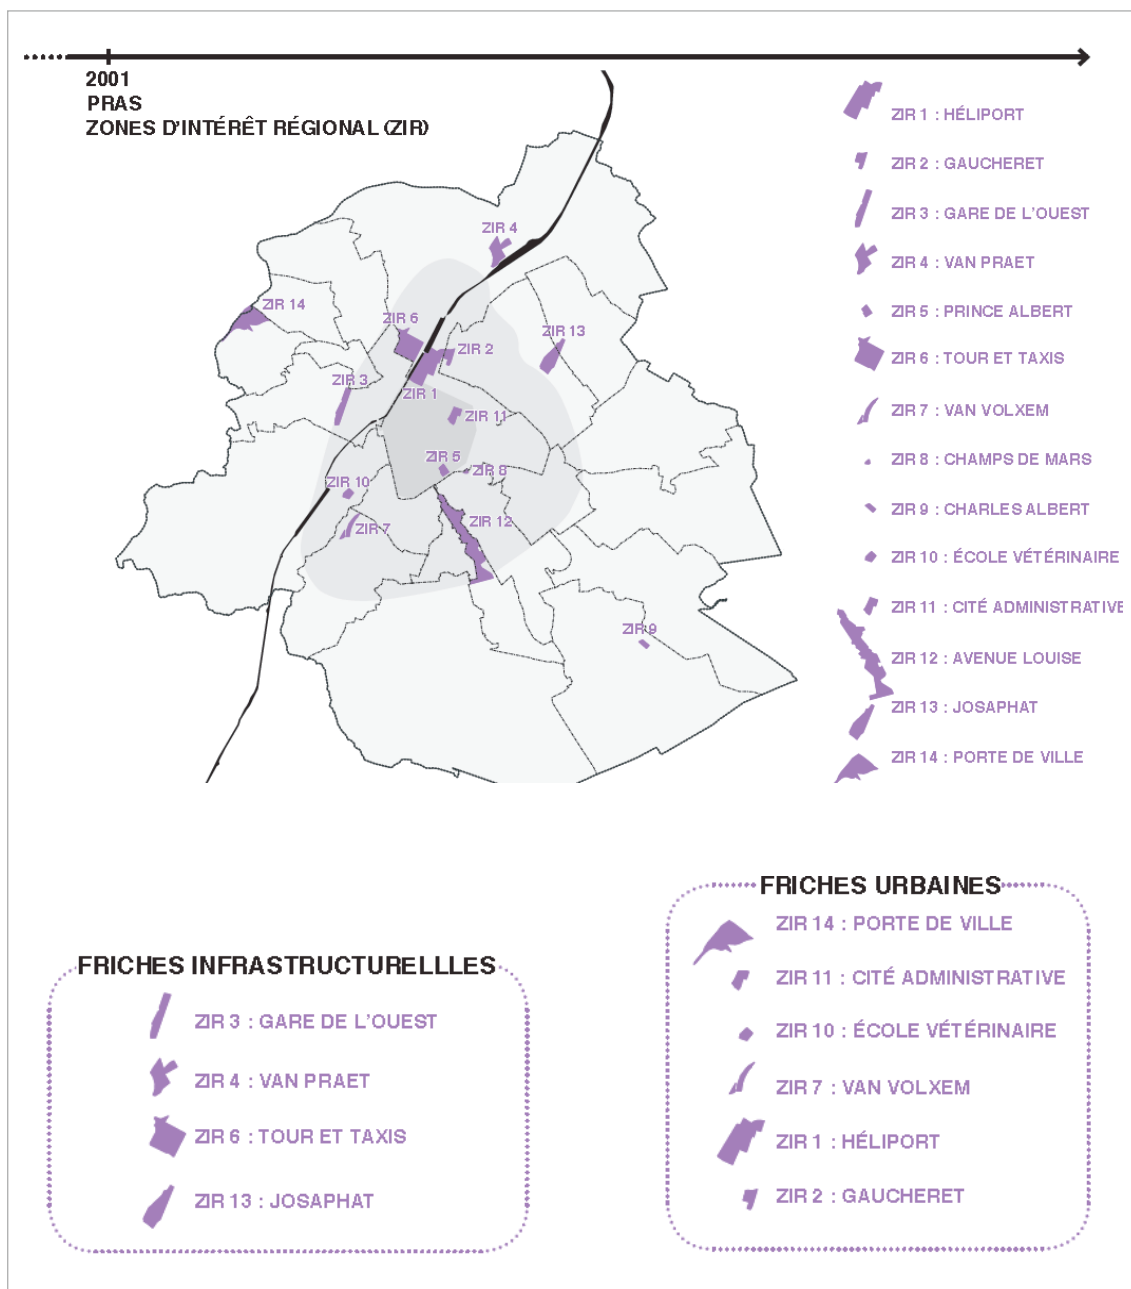 2001
PRAS
ZONES D'INTÉRÊT RÉGIONAL (ZIR)
ZIR 4
ZIR 14
ZIR 6
ZIR 13
ZIR 2
ZIR 3
ZIR 1
ZIR 11
ZIR 5
ZIR 8
ZIR 10
ZIR 12
ZIR 7
ZIR 9
ZIR 1 : HÉLIPORT
ZIR 2 : GAUCHERET
ZIR 3 : GARE DE L'OUEST
ZIR 4 : VAN PRAET
ZIR 5 : PRINCE ALBERT
ZIR 6 : TOUR ET TAXIS
ZIR 7 : VAN VOLXEM
ZIR 8 : CHAMPS DE MARS
ZIR 9 : CHARLES ALBERT
ZIR 10 : ÉCOLE VÉTÉRINAIRE
ZIR 11 : CITÉ ADMINISTRATIVE
ZIR 12 : AVENUE LOUISE
ZIR 13 : JOSAPHAT
ZIR 14 : PORTE DE VILLE
FRICHES INFRASTRUCTURELLLES
ZIR 3 : GARE DE L'OUEST
ZIR 4 : VAN PRAET
ZIR 6 : TOUR ET TAXIS
ZIR 13 : JOSAPHAT
FRICHES URBAINES
ZIR 14 : PORTE DE VILLE
ZIR 11 : CITÉ ADMINISTRATIVE
ZIR 10 : ÉCOLE VÉTÉRINAIRE
ZIR 7 : VAN VOLXEM
ZIR 1 : HÉLIPORT
ZIR 2 : GAUCHERET